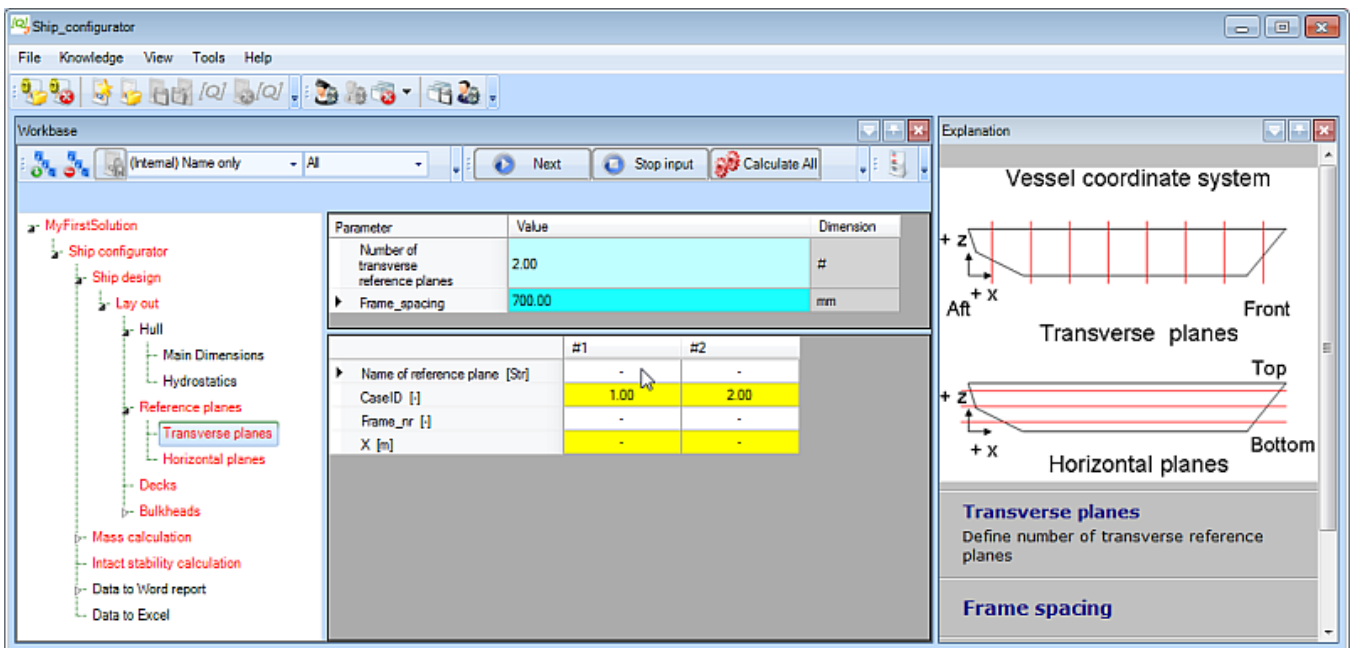 Ship_configurator
File Knowledge View Tools Help
Workbase
(Internal) Name only All Next Stop input Calculate All
MyFirstSolution
Ship configurator
Ship design
Lay out
Hull
Main Dimensions
Hydrostatics
Reference planes
Transverse planes
Horizontal planes
Decks
Bulkheads
Mass calculation
Intact stability calculation
Data to Word report
Data to Excel
Parameter Value Dimension
Number of
transverse
reference planes
2.00 #
Frame_spacing 700.00 mm
#1 #2
Name of reference plane [Str] - -
CaseID [-] 1.00 2.00
Frame_nr [-] - -
X [m] - -
Explanation
Vessel coordinate system
+ z
+ x
Aft Front
Transverse planes
Top
+ z
+ x
Bottom
Horizontal planes
Transverse planes
Define number of transverse reference
planes
Frame spacing